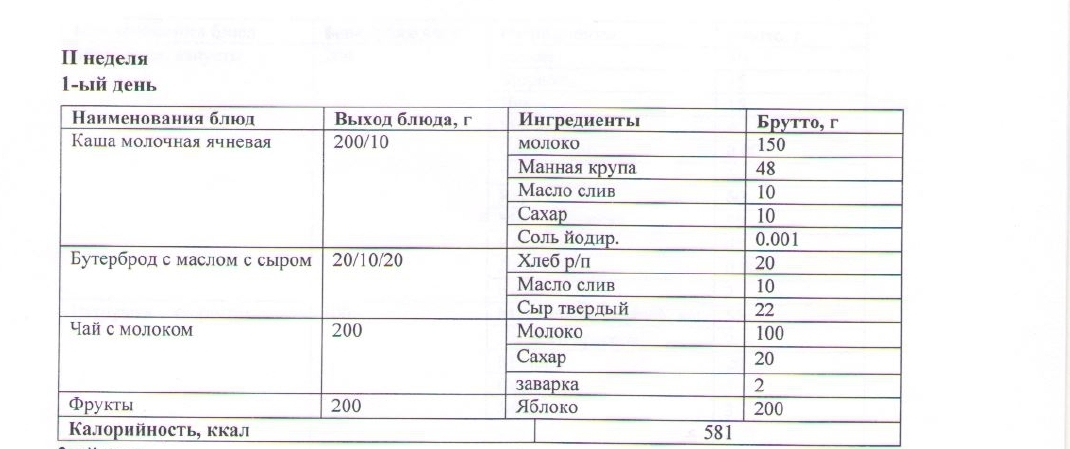 II неделя
1-ый день
Наименования блюд Выход блюда, г Ингредиенты Брутто, г
Каша молочная ячневая 200/10 молоко 150
Манная крупа 48
Масло слив 10
Сахар 10
Соль йодир. 0.001
Бутерброд с маслом с сыром 20/10/20 Хлеб р/п 20
Масло слив 10
Сыр твердый 22
Чай с молоком 200 Молоко 100
Сахар 20
заварка 2
Фрукты 200 Яблоко 200
Калорийность, ккал 581